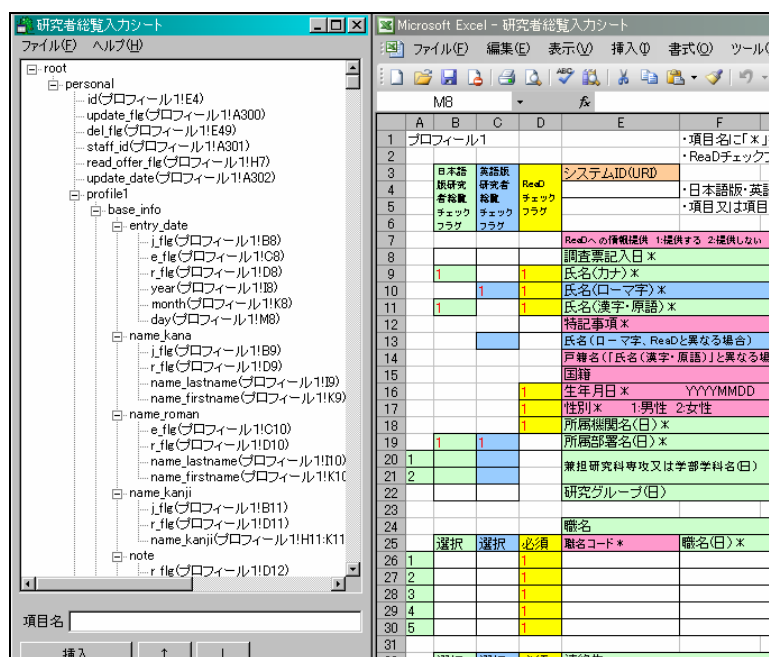 研究者総覧入力シート
ファイル(F) ヘルプ(H)
root
personal
id(プロフィール1!E4)
update_flg(プロフィール1!A300)
del_flg(プロフィール1!E49)
staff_id(プロフィール1!A301)
read_offer_flg(プロフィール1!H7)
update_date(プロフィール1!A302)
profile1
base_info
entry_date
j_flg(プロフィール1!B8)
e_flg(プロフィール1!C8)
r_flg(プロフィール1!D8)
year(プロフィール1!I8)
month(プロフィール1!K8)
day(プロフィール1!M8)
name_kana
j_flg(プロフィール1!B9)
r_flg(プロフィール1!D9)
name_lastname(プロフィール1!I9)
name_firstname(プロフィール1!K9)
name_roman
e_flg(プロフィール1!C10)
r_flg(プロフィール1!D10)
name_lastname(プロフィール1!I10)
name_firstname(プロフィール1!K10
name_kanji
j_flg(プロフィール1!B11)
r_flg(プロフィール1!D11)
name_kanji(プロフィール1!H11:K11
note
r_flg(プロフィール1!D12)
項目名
挿入 ↑ ↓
Microsoft Excel - 研究者総覧入力シート
ファイル(F) 編集(E) 表示(V) 挿入(I) 書式(O) ツール(
M8 fx
A B C D E F
1 プロフィール1 ・項目名に「*」
2 ・ReaDチェックフ
3 日本語版研究者総覧チェックフラグ 英語版研究者総覧チェックフラグ ReaDチェックフラグ システムID(URI)
4 ・日本語版・英語
5 ・項目又は項目
6
7 ReaDへの情報提供 1:提供する 2:提供しない
8 調査票記入日*
9 1 1 氏名(カナ)*
10 1 1 氏名(ローマ字)*
11 1 1 氏名(漢字・原語)*
12 特記事項*
13 氏名(ローマ字、ReaDと異なる場合)
14 戸籍名(「氏名(漢字・原語)」と異なる場
15 国籍
16 1 生年月日* YYYYMMDD
17 1 性別* 1:男性 2:女性
18 1 所属機関名(日)*
19 1 1 所属部署名(日)*
20 1 兼担研究科専攻又は学部学科名(日)
21 2
22 研究グループ(日)
23
24 職名
25 選択 選択 必須 職名コード* 職名(日)*
26 1 1
27 2 1
28 3 1
29 4 1
30 5 1
31